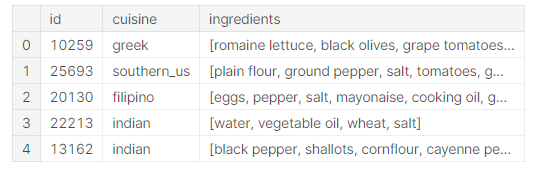 id cuisine ingredients
0 10259 greek [romaine lettuce, black olives, grape tomatoes...
1 25693 southern_us [plain flour, ground pepper, salt, tomatoes, g...
2 20130 filipino [eggs, pepper, salt, mayonaise, cooking oil, g...
3 22213 indian [water, vegetable oil, wheat, salt]
4 13162 indian [black pepper, shallots, cornflour, cayenne pe...